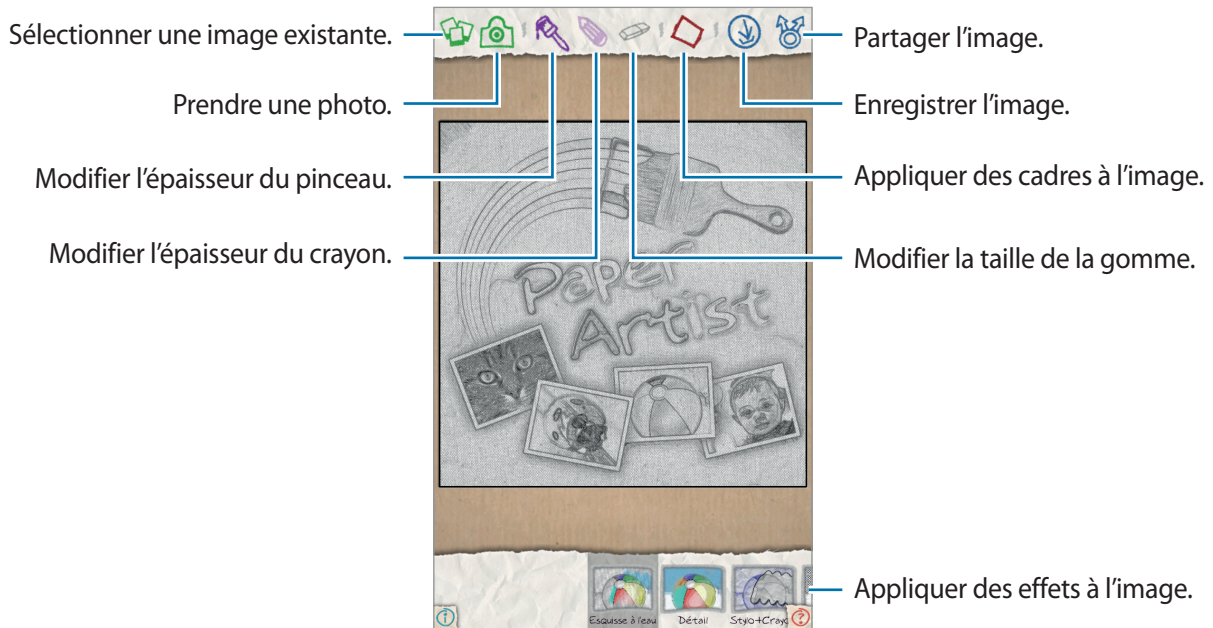 Sélectionner une image existante.
Prendre une photo.
Modifier l'épaisseur du pinceau.
Modifier l'épaisseur du crayon.
Partager l'image.
Enregistrer l'image.
Appliquer des cadres à l'image.
Modifier la taille de la gomme.
Paper
Artist
Esquisse à l'eau
Détail
Stylo+Crayo
Appliquer des effets à l'image.